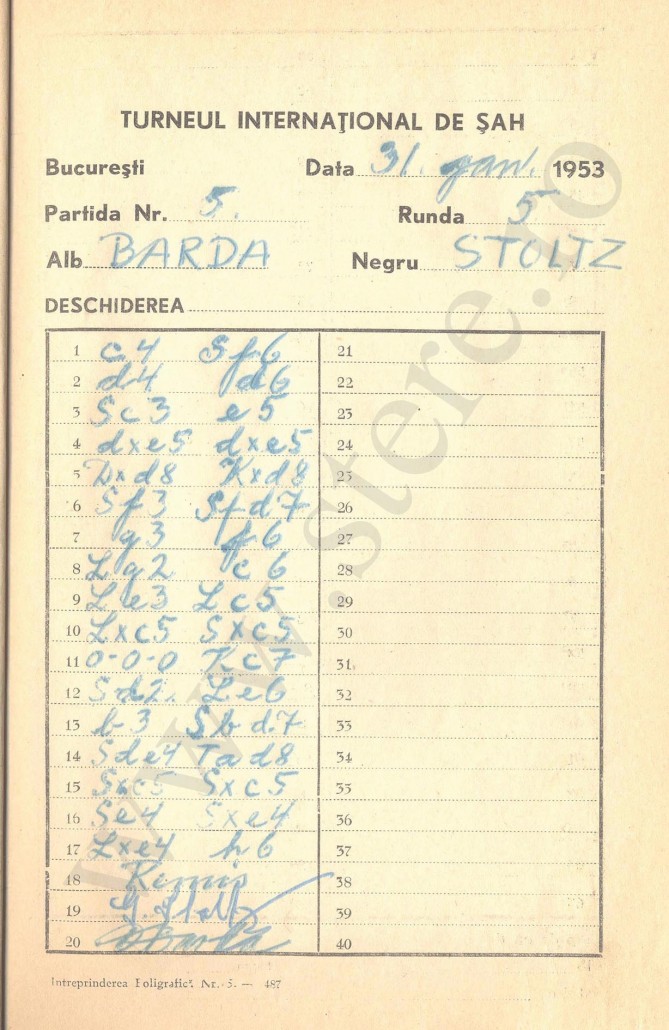 TURNEUL INTERNAŢIONAL DE ŞAH
Bucureşti Data 31. jan. 1953
Partida Nr. 5. Runda 5
Alb BARDA Negru STOLTZ
DESCHIDEREA
1 c4 Sf6 21
2 d4 d6 22
3 Sc3 e5 23
4 dxe5 dxe5 24
5 Dxd8 Kxd8 25
6 Sf3 Sfd7 26
7 g3 f6 27
8 Lg2 c6 28
9 Le3 Lc5 29
10 Lxc5 Sxc5 30
11 0-0-0 Kc7 31
12 Sd2. Le6 32
13 b3 Sbd7 33
14 Sde4 Tad8 34
15 Sxc5 Sxc5 35
16 Se4 Sxe4 36
17 Lxe4 h6 37
18 Remis 38
19 G. Stoltz 39
20 40
Intreprinderea Poligrafică Nr. 5. — 487
www.stere.ro